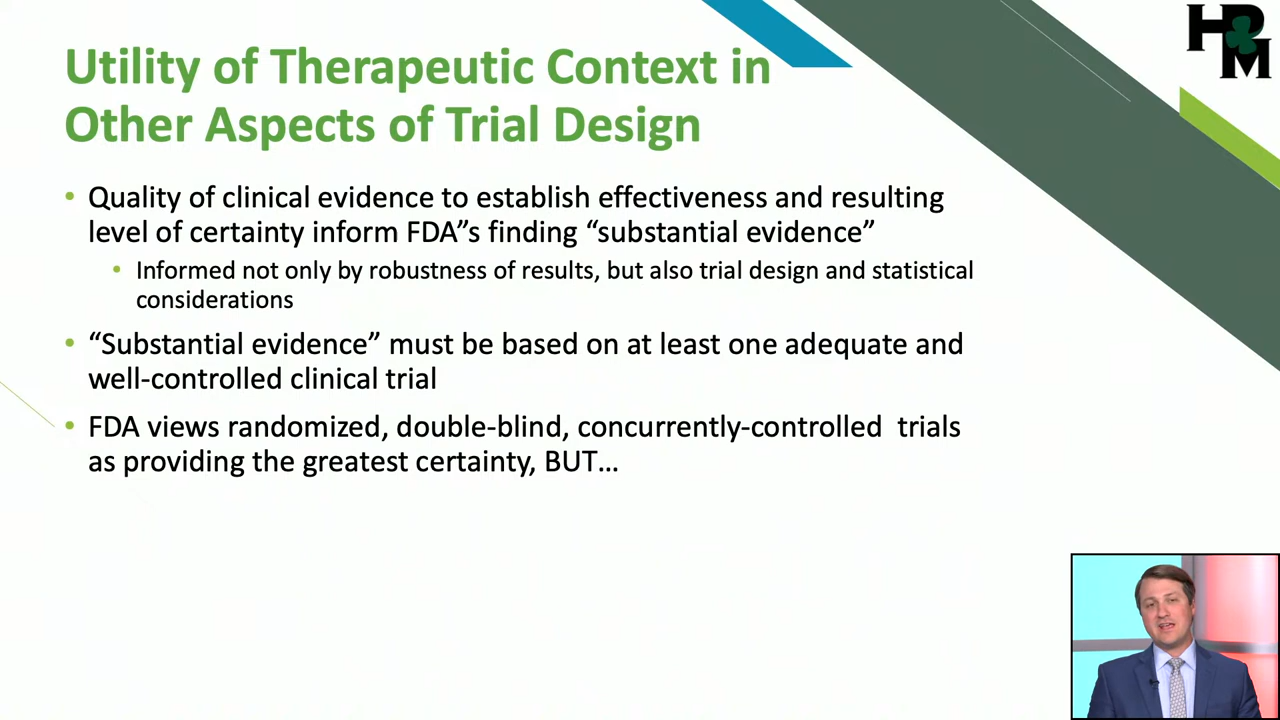 HPM
Utility of Therapeutic Context in
Other Aspects of Trial Design
• Quality of clinical evidence to establish effectiveness and resulting
level of certainty inform FDA”s finding “substantial evidence”
• Informed not only by robustness of results, but also trial design and statistical
considerations
• “Substantial evidence” must be based on at least one adequate and
well-controlled clinical trial
• FDA views randomized, double-blind, concurrently-controlled  trials
as providing the greatest certainty, BUT…